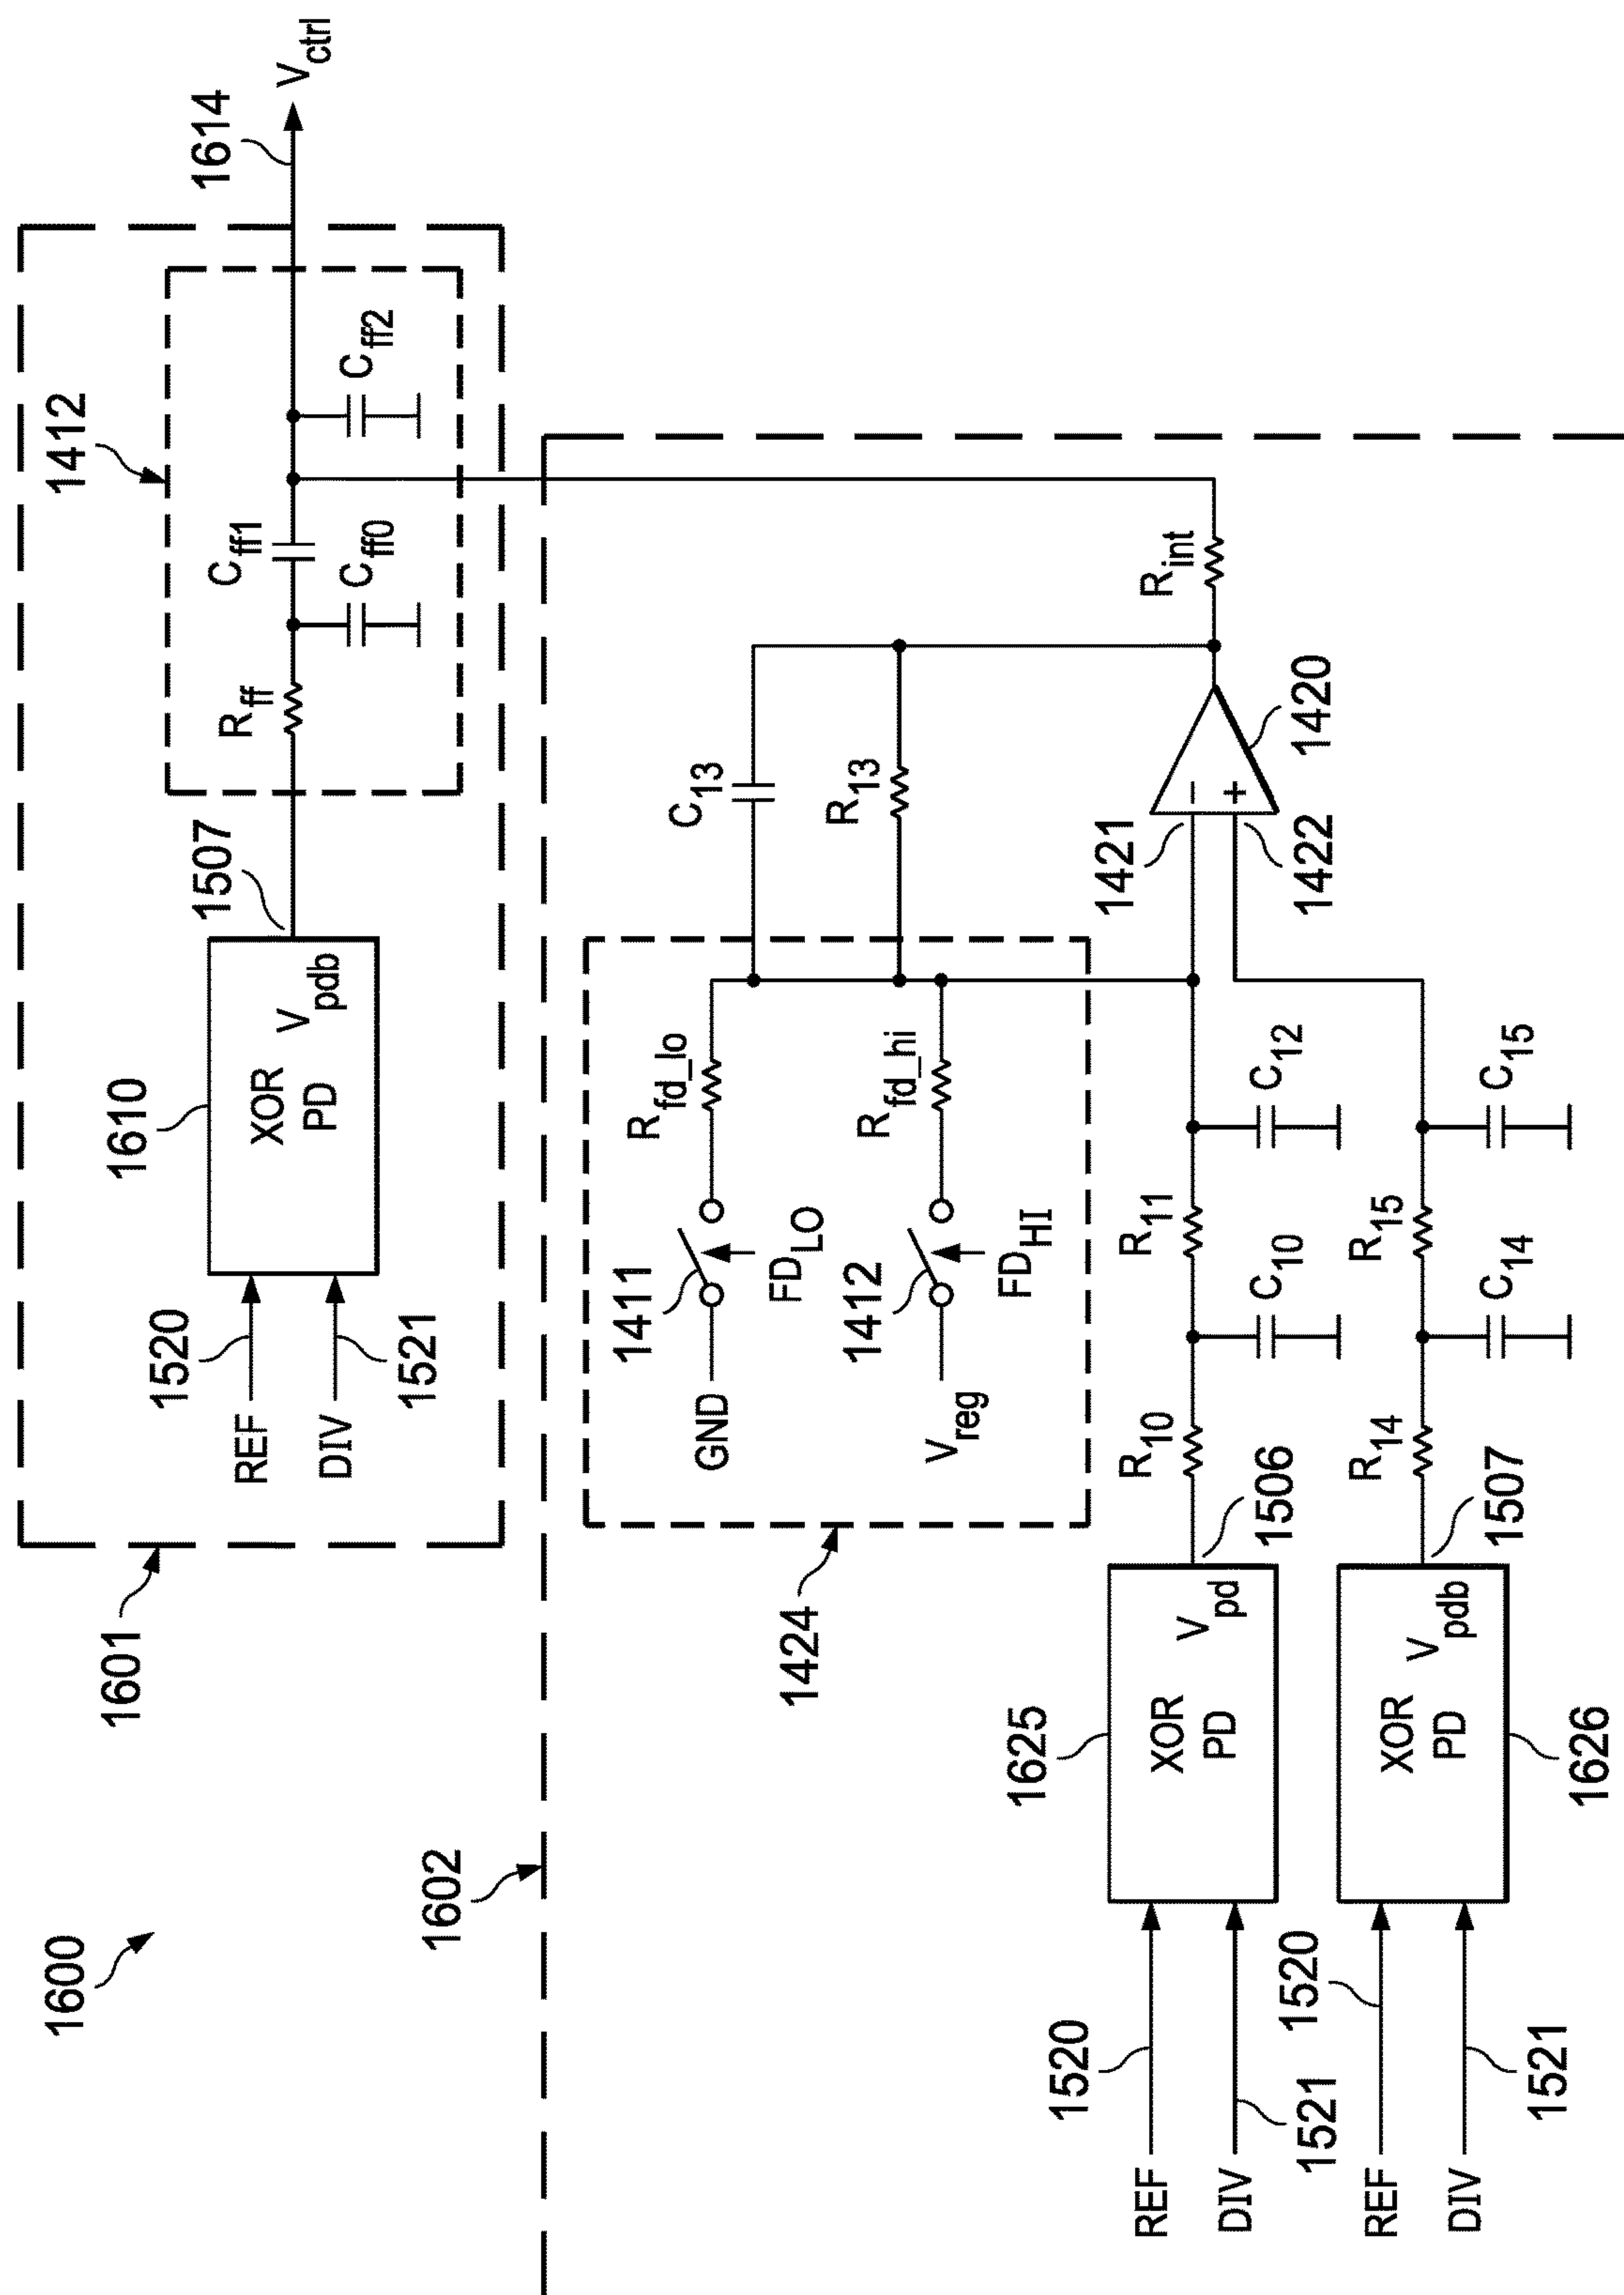 1600
1601
1610
1520
REF
DIV
1521
XOR
PD
Vpdb
1507
1412
Rff
Cff1
Cff0
Cff2
1614
Vctrl
1602
1424
1411
GND
FDLO
Rfd_lo
1412
Vreg
FDHI
Rfd_hi
C13
R13
1421
1422
1420
Rint
1625
1520
REF
DIV
1521
XOR
PD
Vpd
1506
R10
C10
R11
C12
1520
REF
DIV
1521
XOR
PD
Vpdb
1626
1507
R14
C14
R15
C15
−
+